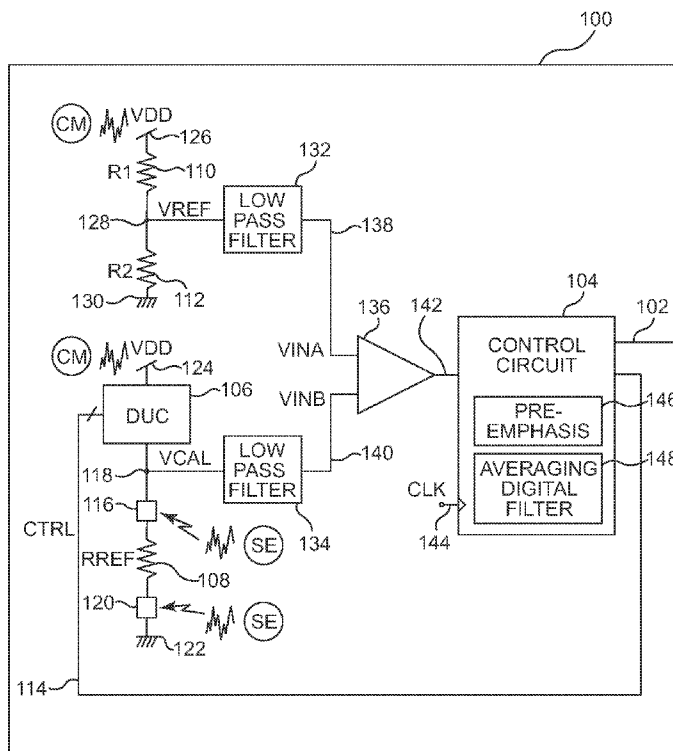 100
CM
VDD
126
R1
110
132
128
VREF
LOW
PASS
FILTER
138
R2
112
130
136
142
104
102
VINA
CONTROL
CIRCUIT
CM
VDD
124
106
VINB
DUC
PRE-
EMPHASIS
146
118
VCAL
LOW
PASS
FILTER
140
AVERAGING
DIGITAL
FILTER
148
CLK
116
134
144
CTRL
SE
RREF
108
120
SE
122
114